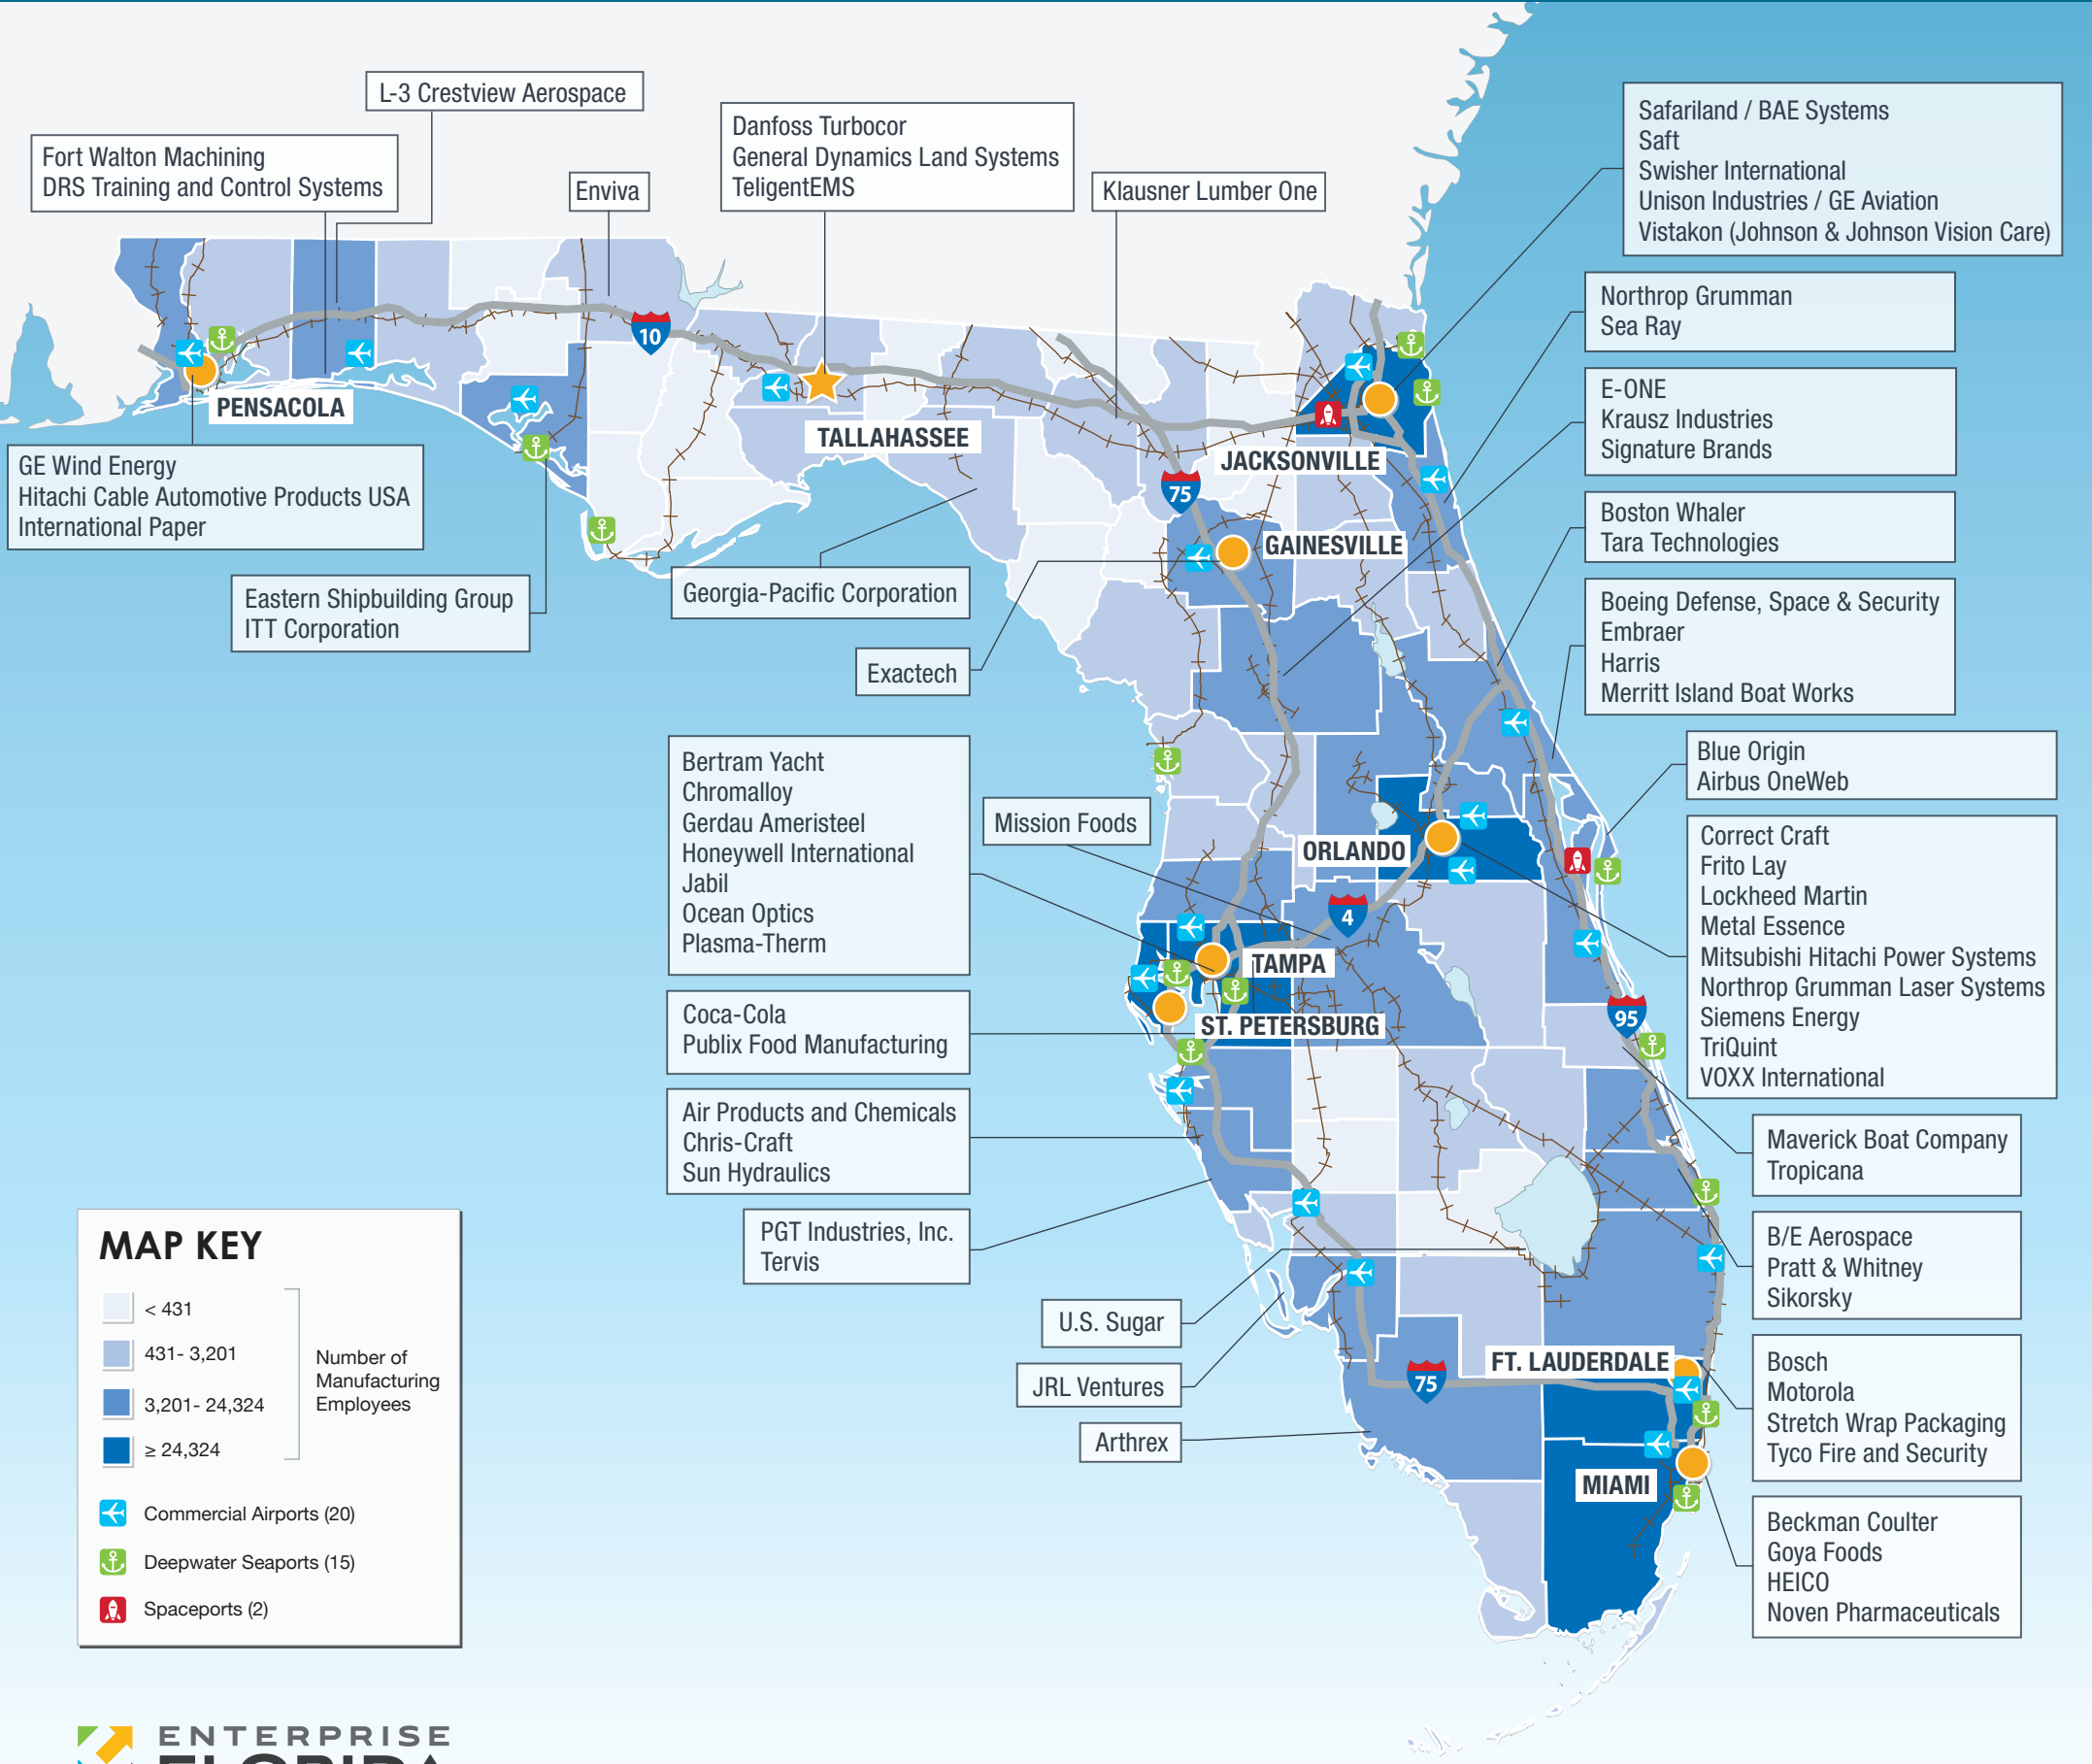 L-3 Crestview Aerospace
Fort Walton Machining
DRS Training and Control Systems
Enviva
Danfoss Turbocor
General Dynamics Land Systems
TeligentEMS
Klausner Lumber One
Safariland / BAE Systems
Saft
Swisher International
Unison Industries / GE Aviation
Vistakon (Johnson & Johnson Vision Care)
Northrop Grumman
Sea Ray
E-ONE
Krausz Industries
Signature Brands
Boston Whaler
Tara Technologies
Boeing Defense, Space & Security
Embraer
Harris
Merritt Island Boat Works
Blue Origin
Airbus OneWeb
Correct Craft
Frito Lay
Lockheed Martin
Metal Essence
Mitsubishi Hitachi Power Systems
Northrop Grumman Laser Systems
Siemens Energy
TriQuint
VOXX International
Maverick Boat Company
Tropicana
B/E Aerospace
Pratt & Whitney
Sikorsky
Bosch
Motorola
Stretch Wrap Packaging
Tyco Fire and Security
Beckman Coulter
Goya Foods
HEICO
Noven Pharmaceuticals
10
PENSACOLA
TALLAHASSEE
JACKSONVILLE
75
GAINESVILLE
GE Wind Energy
Hitachi Cable Automotive Products USA
International Paper
Eastern Shipbuilding Group
ITT Corporation
Georgia-Pacific Corporation
Exactech
Bertram Yacht
Chromalloy
Gerdau Ameristeel
Honeywell International
Jabil
Ocean Optics
Plasma-Therm
Mission Foods
ORLANDO
4
TAMPA
ST. PETERSBURG
95
Coca-Cola
Publix Food Manufacturing
Air Products and Chemicals
Chris-Craft
Sun Hydraulics
PGT Industries, Inc.
Tervis
U.S. Sugar
JRL Ventures
Arthrex
75
FT. LAUDERDALE
MIAMI
MAP KEY
< 431
431- 3,201
3,201- 24,324
≥ 24,324
Number of
Manufacturing
Employees
Commercial Airports (20)
Deepwater Seaports (15)
Spaceports (2)
ENTERPRISE
FLORIDA